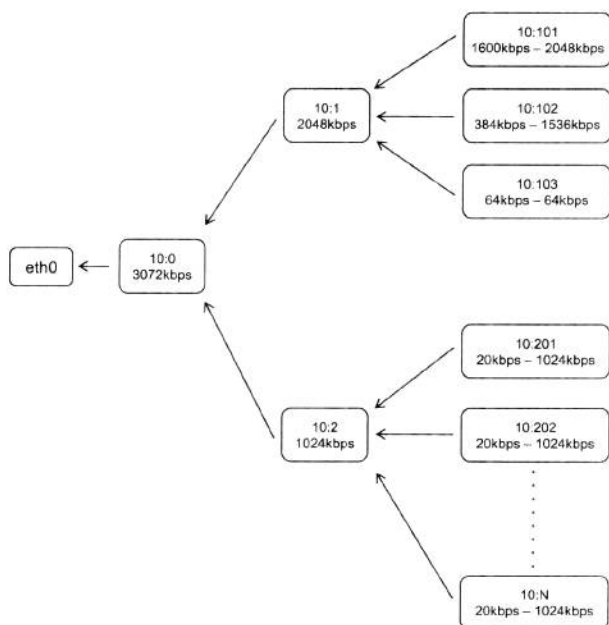 10:101
1600kbps – 2048kbps
10:1
2048kbps
10:102
384kbps – 1536kbps
10:103
64kbps – 64kbps
eth0
10:0
3072kbps
10:201
20kbps – 1024kbps
10:2
1024kbps
10:202
20kbps – 1024kbps
10:N
20kbps – 1024kbps